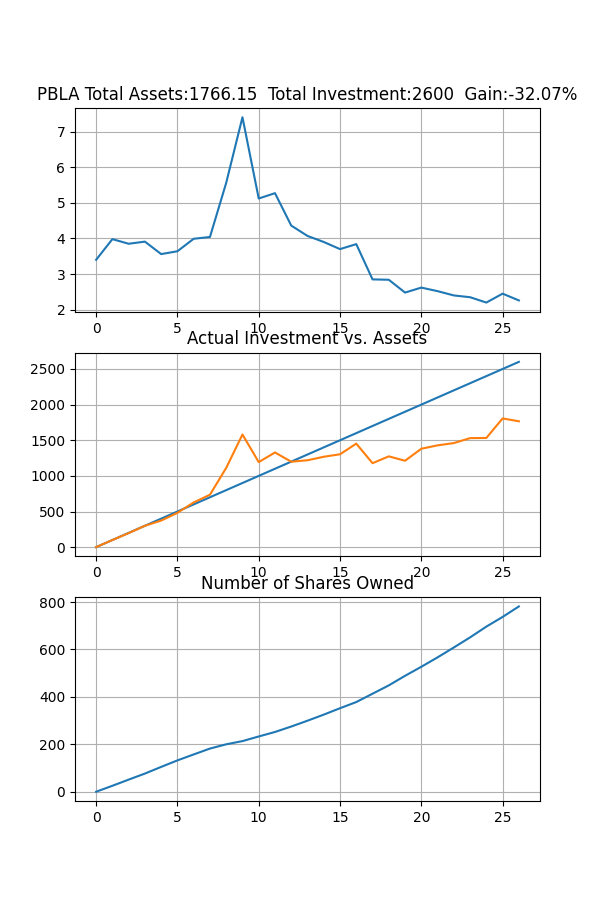 PBLA Total Assets:1766.15  Total Investment:2600  Gain:-32.07%
7
6
5
4
3
2
0 5 10 15 20 25
Actual Investment vs. Assets
2500
2000
1500
1000
500
0
0 5 10 15 20 25
Number of Shares Owned
800
600
400
200
0
0 5 10 15 20 25